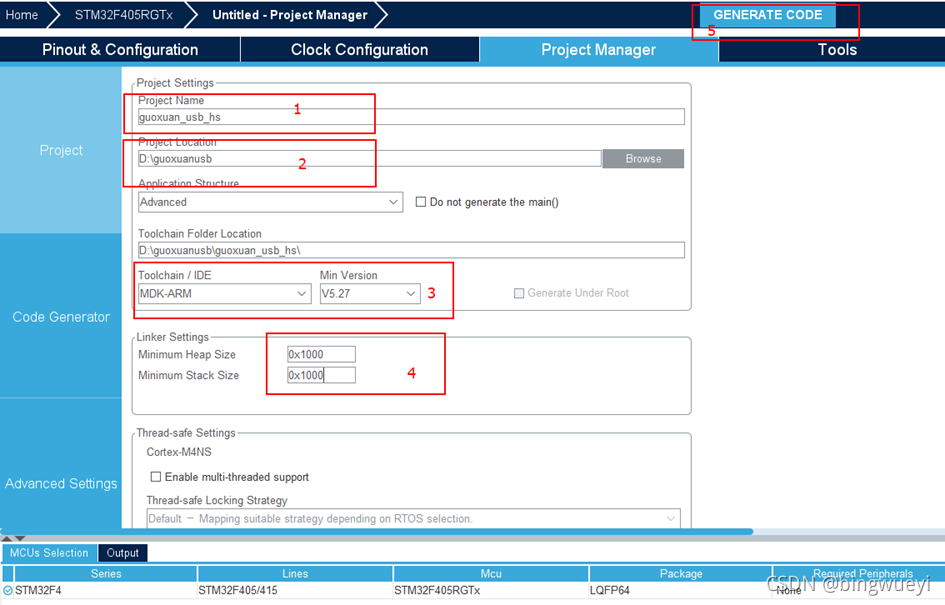 Home STM32F405RGTx Untitled - Project Manager GENERATE CODE
5
Pinout & Configuration Clock Configuration Project Manager Tools
Project
Code Generator
Advanced Settings
Project Settings
Project Name
1
guoxuan_usb_hs
Project Location
D:\guoxuanusb 2 Browse
Application Structure
Advanced Do not generate the main()
Toolchain Folder Location
D:\guoxuanusb\guoxuan_usb_hs\
Toolchain / IDE Min Version
MDK-ARM V5.27 3 Generate Under Root
Linker Settings
Minimum Heap Size 0x1000
Minimum Stack Size 0x1000 4
Thread-safe Settings
Cortex-M4NS
Enable multi-threaded support
Thread-safe Locking Strategy
Default – Mapping suitable strategy depending on RTOS selection.
MCUs Selection Output
Series Lines Mcu Package Required Peripherals
STM32F4 STM32F405/415 STM32F405RGTx LQFP64 None
CSDN @bingwueyi